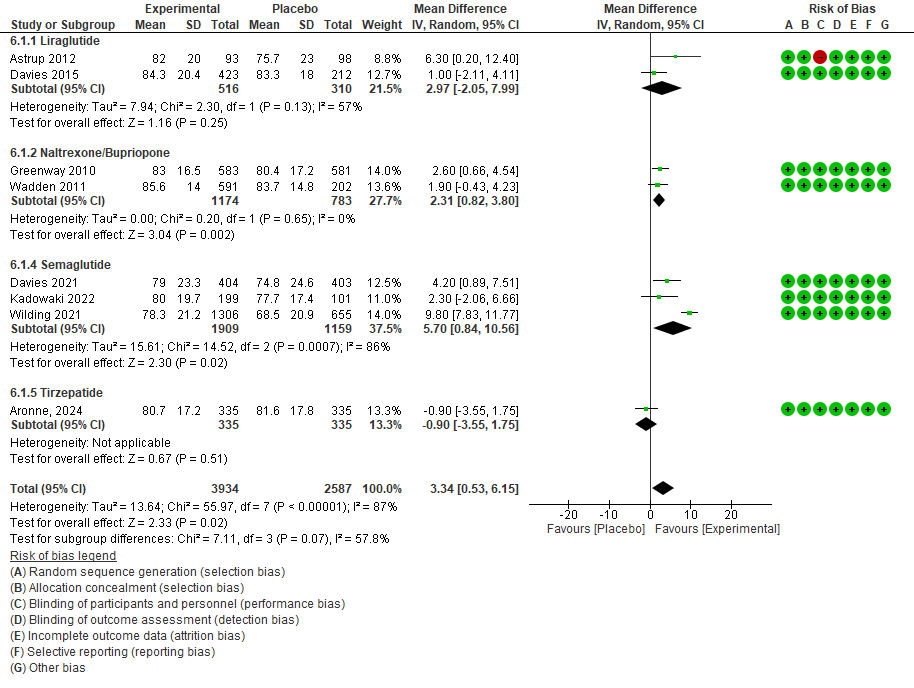 Experimental Placebo Mean Difference Mean Difference Risk of Bias
Study or Subgroup Mean SD Total Mean SD Total Weight IV, Random, 95% CI IV, Random, 95% CI A B C D E F G
6.1.1 Liraglutide
Astrup 2012 82 20 93 75.7 23 98 8.8% 6.30 [0.20, 12.40]
Davies 2015 84.3 20.4 423 83.3 18 212 12.7% 1.00 [-2.11, 4.11]
Subtotal (95% CI) 516 310 21.5% 2.97 [-2.05, 7.99]
Heterogeneity: Tau² = 7.94; Chi² = 2.30, df = 1 (P = 0.13); I² = 57%
Test for overall effect: Z = 1.16 (P = 0.25)
6.1.2 Naltrexone/Bupropione
Greenway 2010 83 16.5 583 80.4 17.2 581 14.0% 2.60 [0.66, 4.54]
Wadden 2011 85.6 14 591 83.7 14.8 202 13.6% 1.90 [-0.43, 4.23]
Subtotal (95% CI) 1174 783 27.7% 2.31 [0.82, 3.80]
Heterogeneity: Tau² = 0.00; Chi² = 0.20, df = 1 (P = 0.65); I² = 0%
Test for overall effect: Z = 3.04 (P = 0.002)
6.1.4 Semaglutide
Davies 2021 79 23.3 404 74.8 24.6 403 12.5% 4.20 [0.89, 7.51]
Kadowaki 2022 80 19.7 199 77.7 17.4 101 11.0% 2.30 [-2.06, 6.66]
Wilding 2021 78.3 21.2 1306 68.5 20.9 655 14.0% 9.80 [7.83, 11.77]
Subtotal (95% CI) 1909 1159 37.5% 5.70 [0.84, 10.56]
Heterogeneity: Tau² = 15.61; Chi² = 14.52, df = 2 (P = 0.0007); I² = 86%
Test for overall effect: Z = 2.30 (P = 0.02)
6.1.5 Tirzepatide
Aronne, 2024 80.7 17.2 335 81.6 17.8 335 13.3% -0.90 [-3.55, 1.75]
Subtotal (95% CI) 335 335 13.3% -0.90 [-3.55, 1.75]
Heterogeneity: Not applicable
Test for overall effect: Z = 0.67 (P = 0.51)
Total (95% CI) 3934 2587 100.0% 3.34 [0.53, 6.15]
Heterogeneity: Tau² = 13.64; Chi² = 55.97, df = 7 (P < 0.00001); I² = 87%
Test for overall effect: Z = 2.33 (P = 0.02)
Test for subgroup differences: Chi² = 7.11, df = 3 (P = 0.07), I² = 57.8%
-20 -10 0 10 20
Favours [Placebo] Favours [Experimental]
Risk of bias legend
(A) Random sequence generation (selection bias)
(B) Allocation concealment (selection bias)
(C) Blinding of participants and personnel (performance bias)
(D) Blinding of outcome assessment (detection bias)
(E) Incomplete outcome data (attrition bias)
(F) Selective reporting (reporting bias)
(G) Other bias